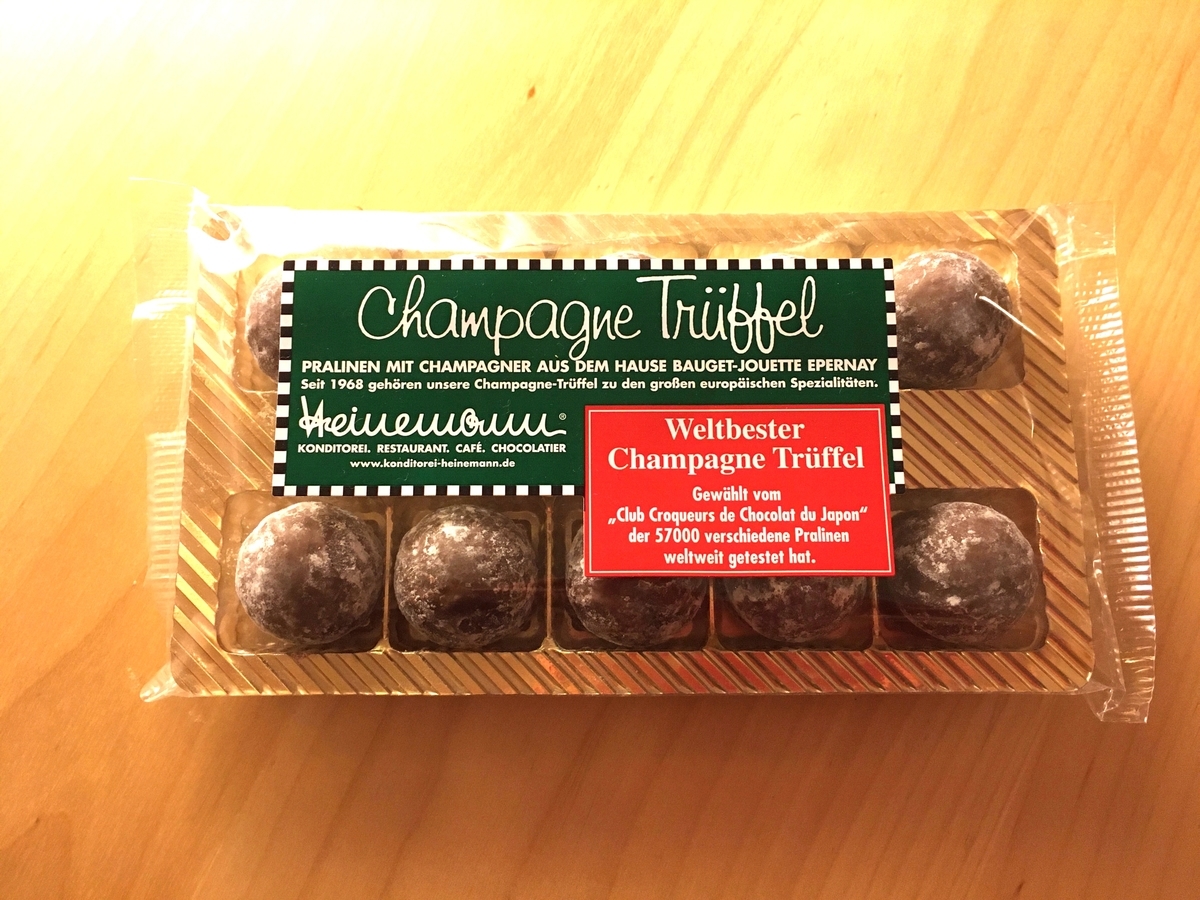 Champagne Trüffel
PRALINEN MIT CHAMPAGNER AUS DEM HAUSE BAUGET-JOUETTE EPERNAY
Seit 1968 gehören unsere Champagne-Trüffel zu den großen europäischen Spezialitäten.
Heinemann®
KONDITOREI. RESTAURANT. CAFÉ. CHOCOLATIER
www.konditorei-heinemann.de
Weltbester
Champagne Trüffel
Gewählt vom
„Club Croqueurs de Chocolat du Japon“
der 57000 verschiedene Pralinen
weltweit getestet hat.